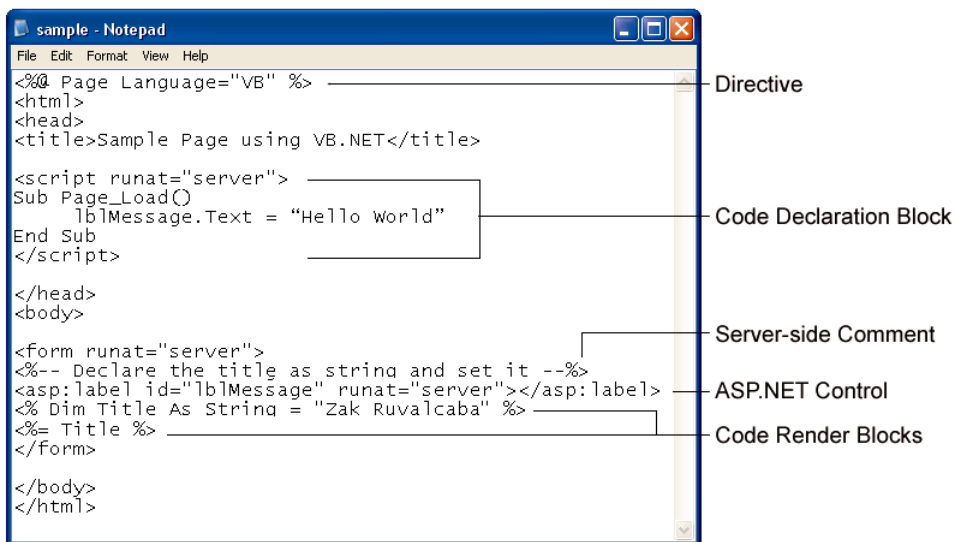 sample - Notepad
File Edit Format View Help
<%@ Page Language="VB" %>
Directive
<html>
<head>
<title>Sample Page using VB.NET</title>
<script runat="server">
Sub Page_Load()
lblMessage.Text = “Hello World”
Code Declaration Block
End Sub
</script>
</head>
<body>
Server-side Comment
<form runat="server">
<%-- Declare the title as string and set it --%>
<asp:label id="lblMessage" runat="server"></asp:label>
ASP.NET Control
<% Dim Title As String = "Zak Ruvalcaba" %>
<%= Title %>
Code Render Blocks
</form>
</body>
</html>